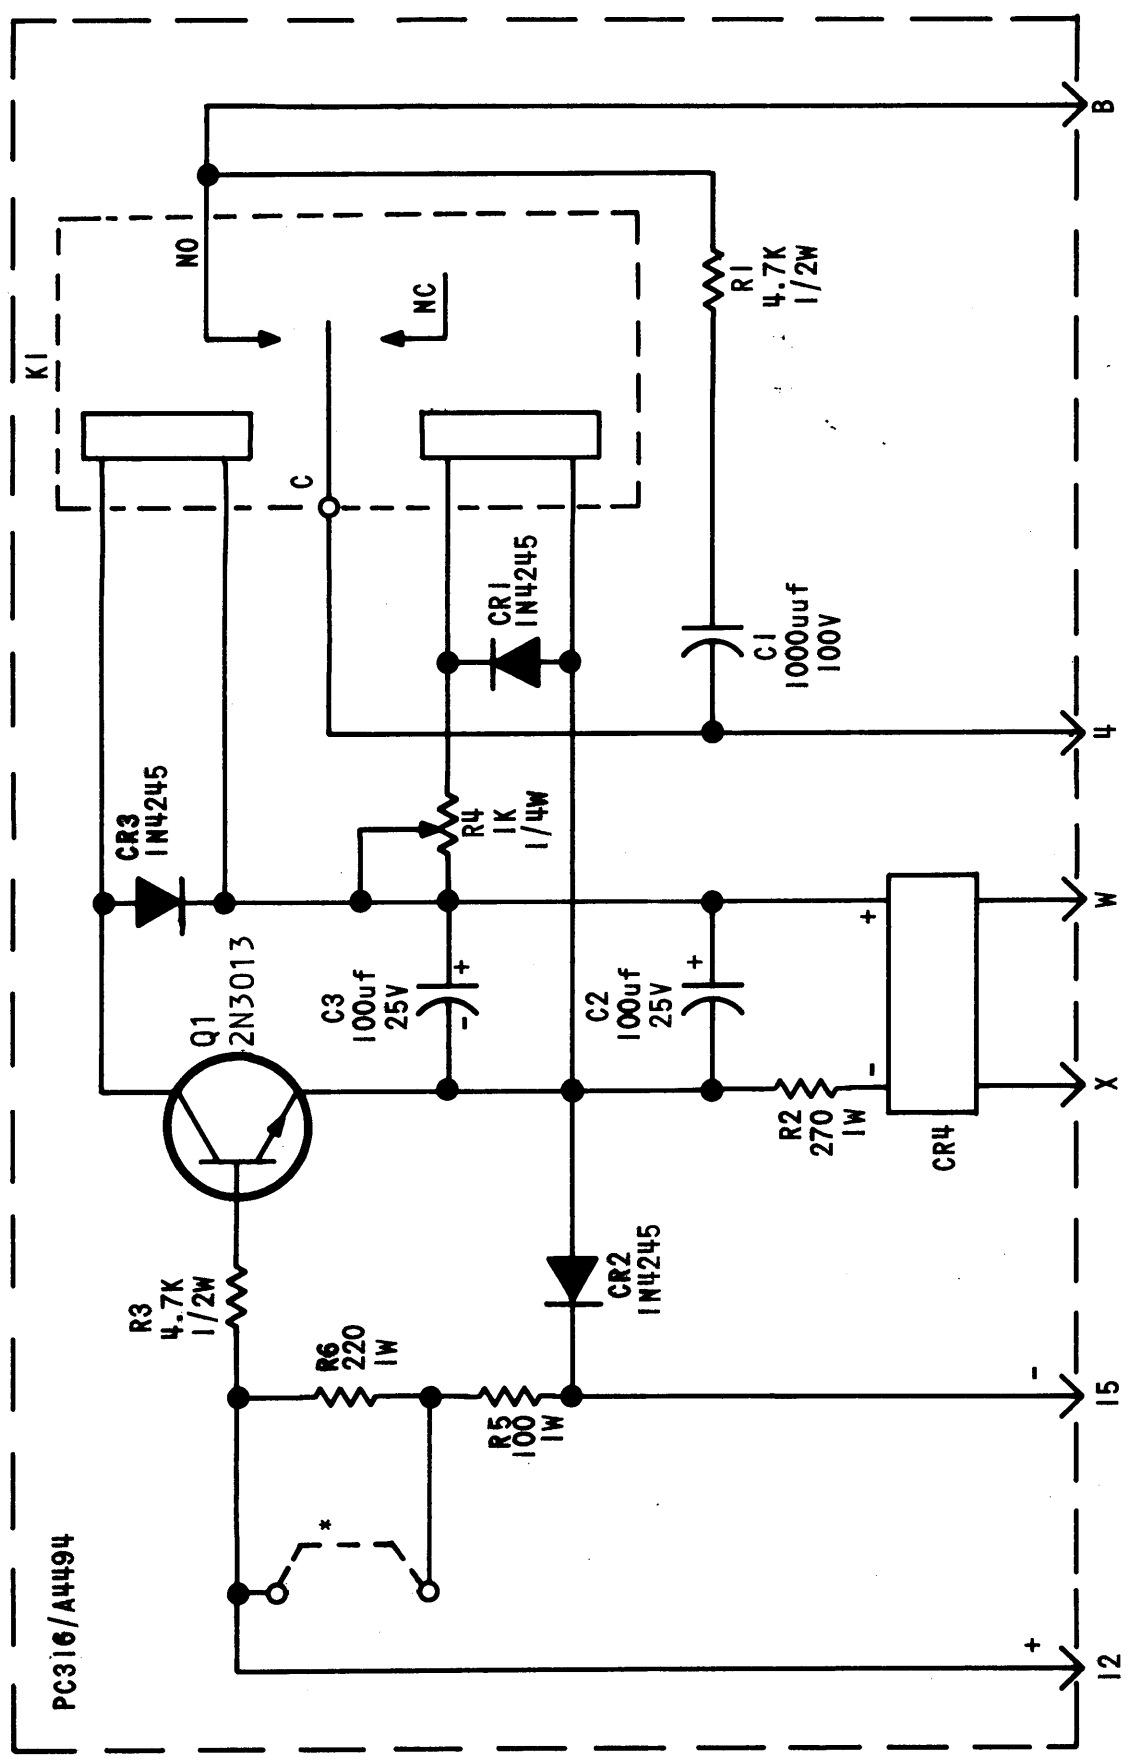 PC316/A4494
K1
NO
NC
C
CR3
1N4245
Q1
2N3013
R3
4.7K
1/2W
R6
220
1W
R5
100
1W
*
C3
100uf
25V
+
-
R4
1K
1/4W
CR1
1N4245
CR2
1N4245
C2
100uf
25V
+
R2
270
1W
C1
1000uuf
100V
R1
4.7K
1/2W
-
+
CR4
+
-
12
15
X
W
4
B